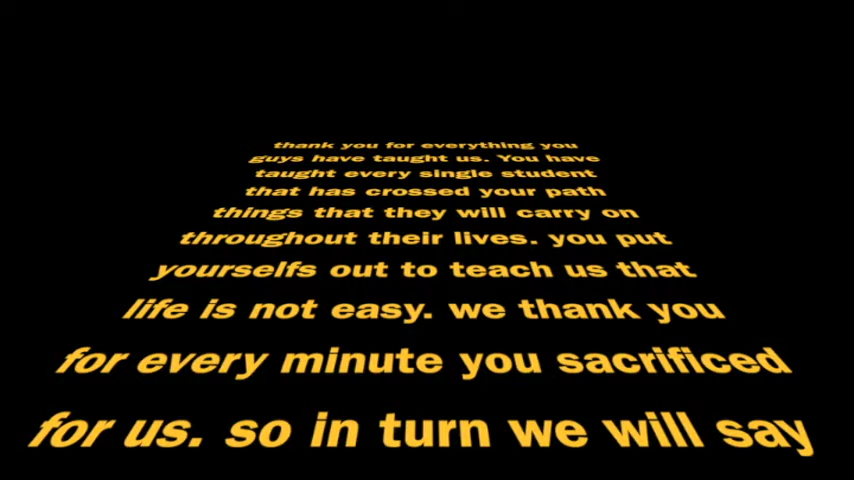 thank you for everything you
guys have taught us. You have
taught every single student
that has crossed your path
things that they will carry on
throughout their lives. you put
yourselfs out to teach us that
life is not easy. we thank you
for every minute you sacrificed
for us. so in turn we will say